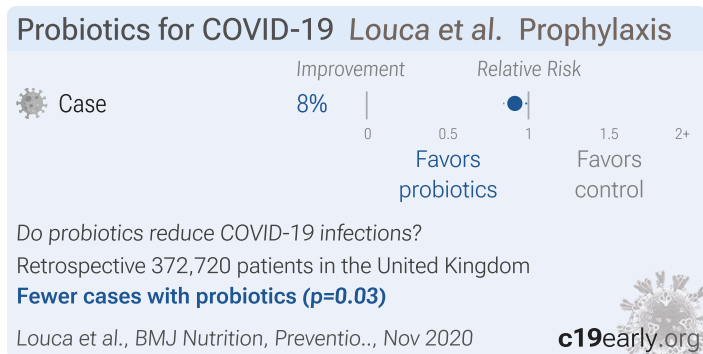 Probiotics for COVID-19 Louca et al. Prophylaxis
Improvement Relative Risk
Case 8%
0 0.5 1 1.5 2+
Favors probiotics
Favors control
Do probiotics reduce COVID-19 infections?
Retrospective 372,720 patients in the United Kingdom
Fewer cases with probiotics (p=0.03)
Louca et al., BMJ Nutrition, Preventio.., Nov 2020 c19early.org